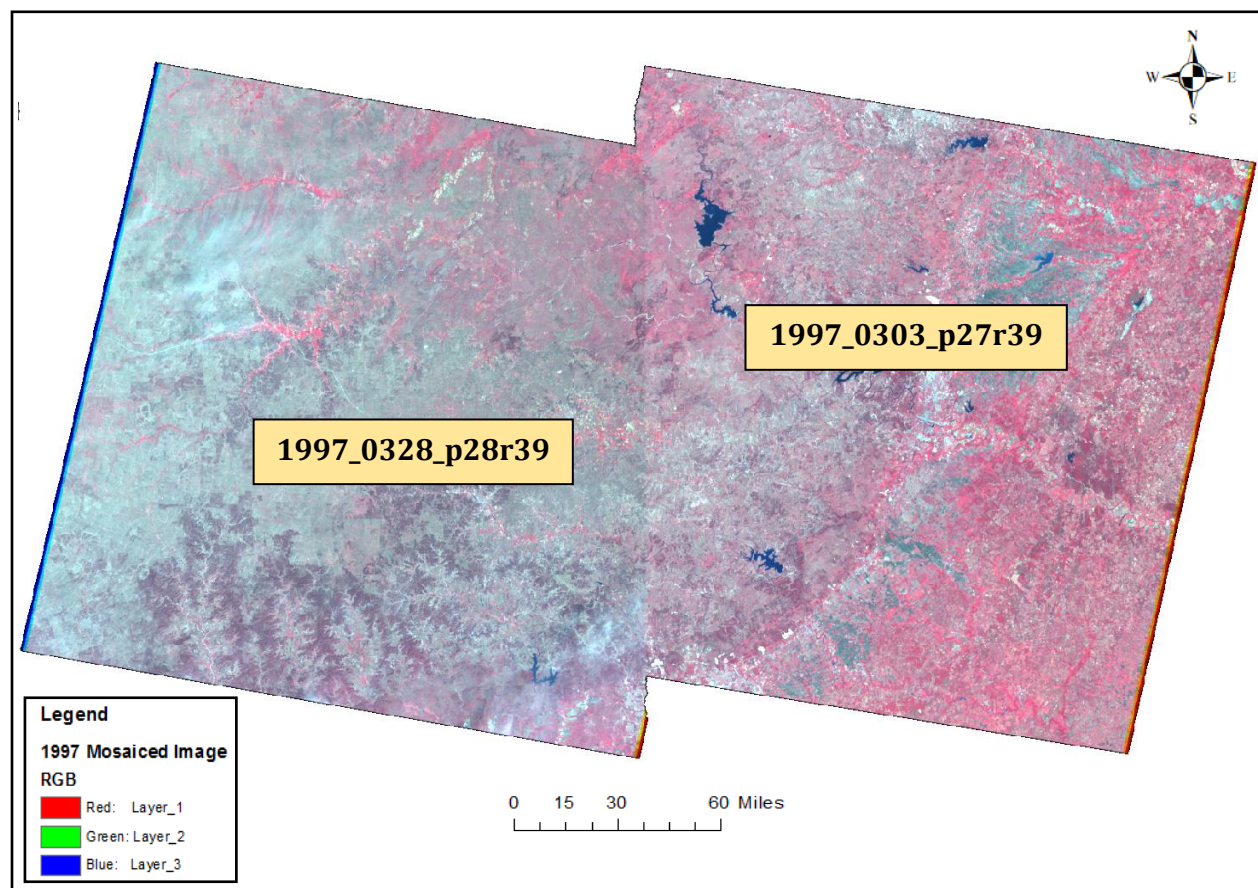 N
W E
S
1997_0303_p27r39
1997_0328_p28r39
Legend
1997 Mosaiced Image
RGB
Red: Layer_1
Green: Layer_2
Blue: Layer_3
0 15 30 60 Miles